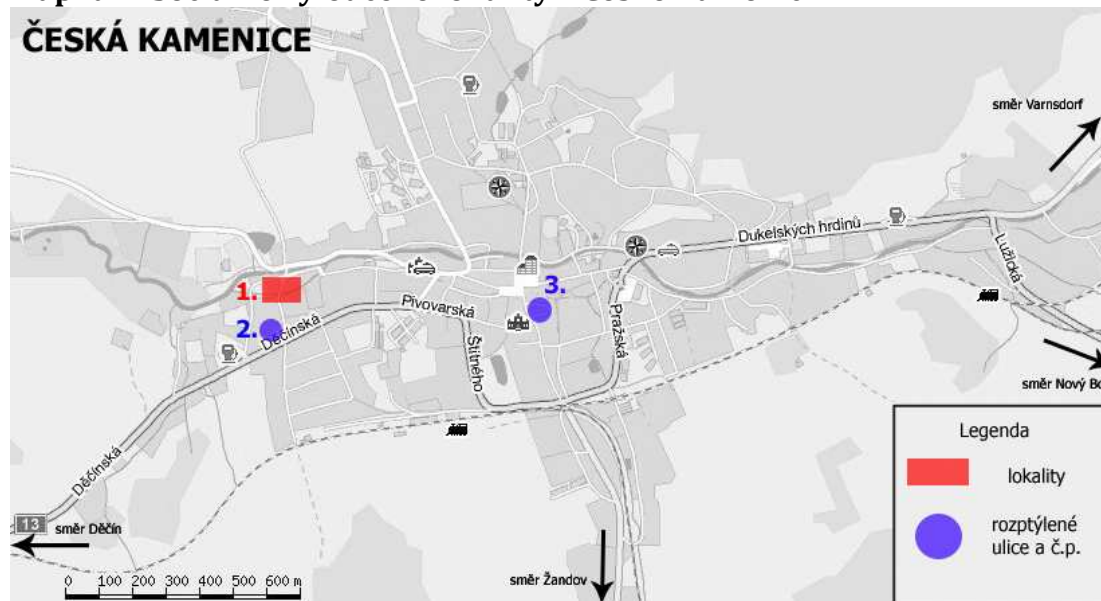 ČESKÁ KAMENICE
směr Varnsdorf
Dukelských hrdinů
Lužická
3.
1.
Pivovarská
2.
Děčínská
Pražská
Štítného
směr Nový Bo
Legenda
lokality
Děčínská
13
směr Děčín
rozptýlené
ulice a č.p.
směr Žandov
0 100 200 300 400 500 600 m